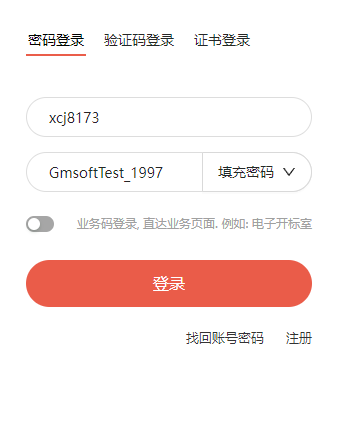 密码登录 验证码登录 证书登录
xcj8173
GmsoftTest_1997 填充密码
业务码登录, 直达业务页面. 例如: 电子开标室
登录
找回账号密码 注册